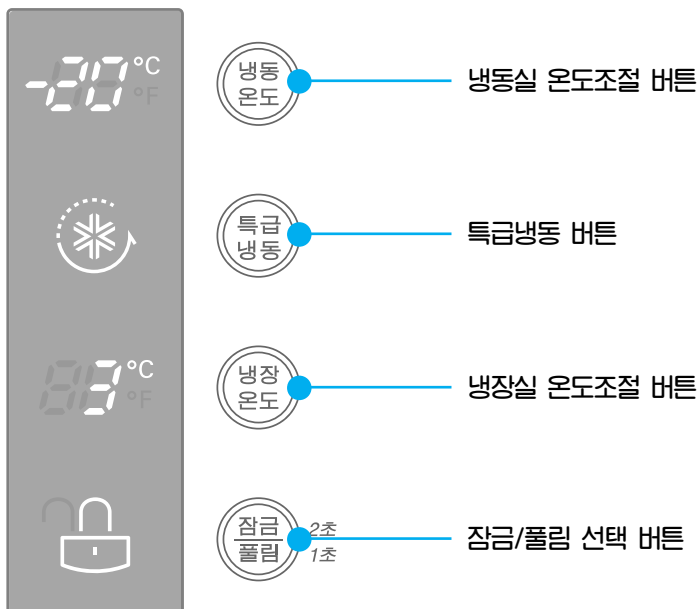 -20 °C
°F
냉동
온도
냉동실 온도조절 버튼
특급
냉동
특급냉동 버튼
3 °C
°F
냉장
온도
냉장실 온도조절 버튼
잠금 2초
풀림 1초
잠금/풀림 선택 버튼